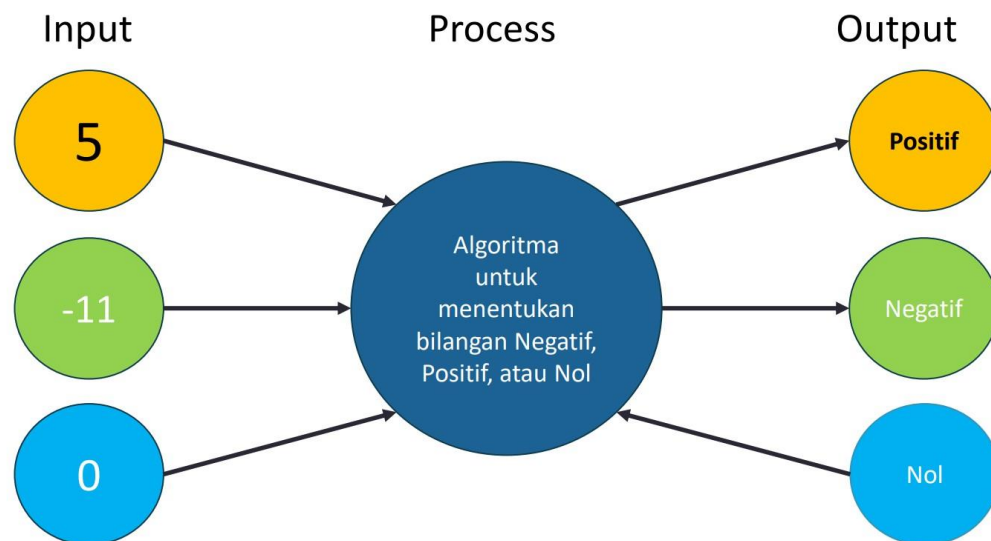 Input
Process
Output
5
Positif
Algoritma
untuk
menentukan
bilangan Negatif,
Positif, atau Nol
-11
Negatif
0
Nol